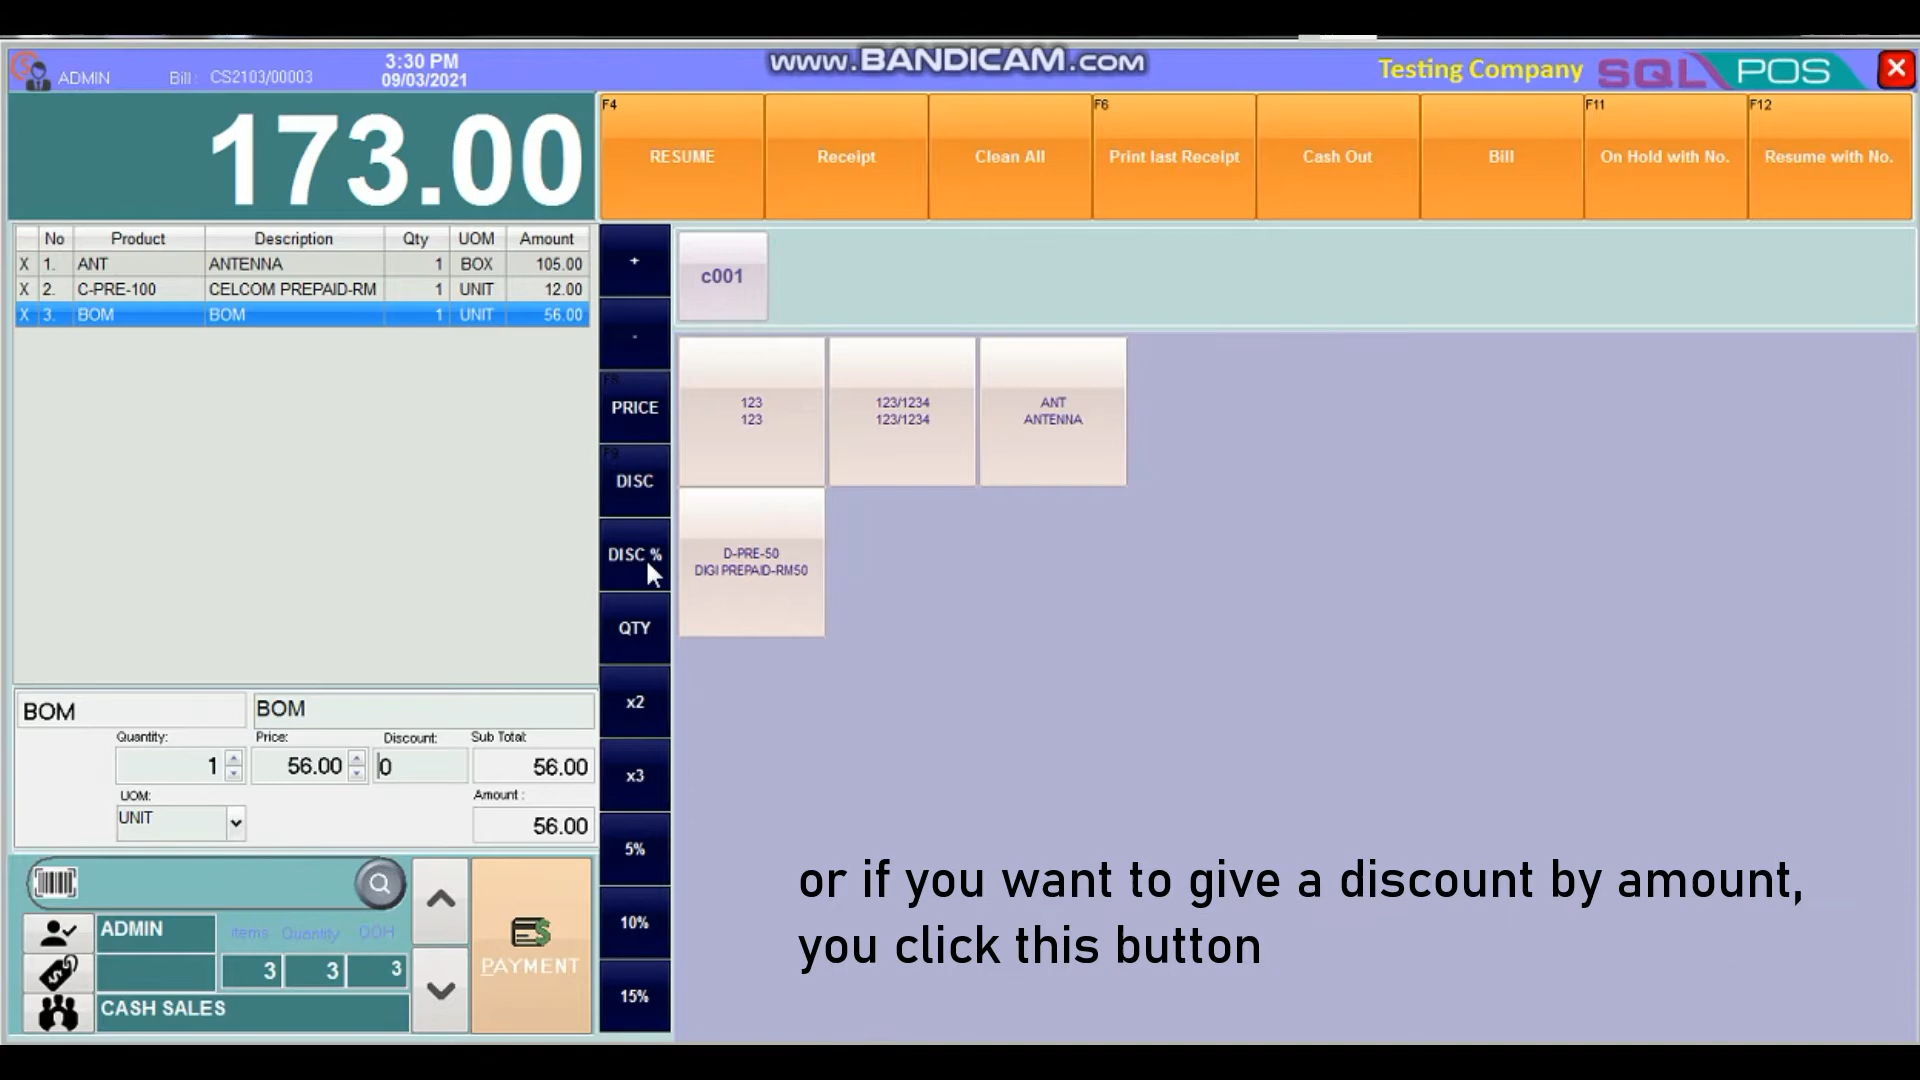 www.BANDICAM.com
ADMIN
Bill : CS2103/00003
3:30 PM
09/03/2021
Testing Company
SQL POS
173.00
F4
RESUME
Receipt
Clean All
F6
Print last Receipt
Cash Out
Bill
F11
On Hold with No.
F12
Resume with No.
No Product Description Qty UOM Amount
X 1. ANT ANTENNA 1 BOX 105.00
X 2. C-PRE-100 CELCOM PREPAID-RM 1 UNIT 12.00
X 3. BOM BOM 1 UNIT 56.00
+
-
F8
PRICE
F9
DISC
DISC %
QTY
x2
x3
5%
10%
15%
c001
123
123
123/1234
123/1234
ANT
ANTENNA
D-PRE-50
DIGI PREPAID-RM50
BOM
BOM
Quantity: Price: Discount: Sub Total:
1 56.00 0 56.00
UOM: Amount :
UNIT 56.00
ADMIN
Items Quantity OOH
3 3 3
CASH SALES
PAYMENT
or if you want to give a discount by amount,
you click this button